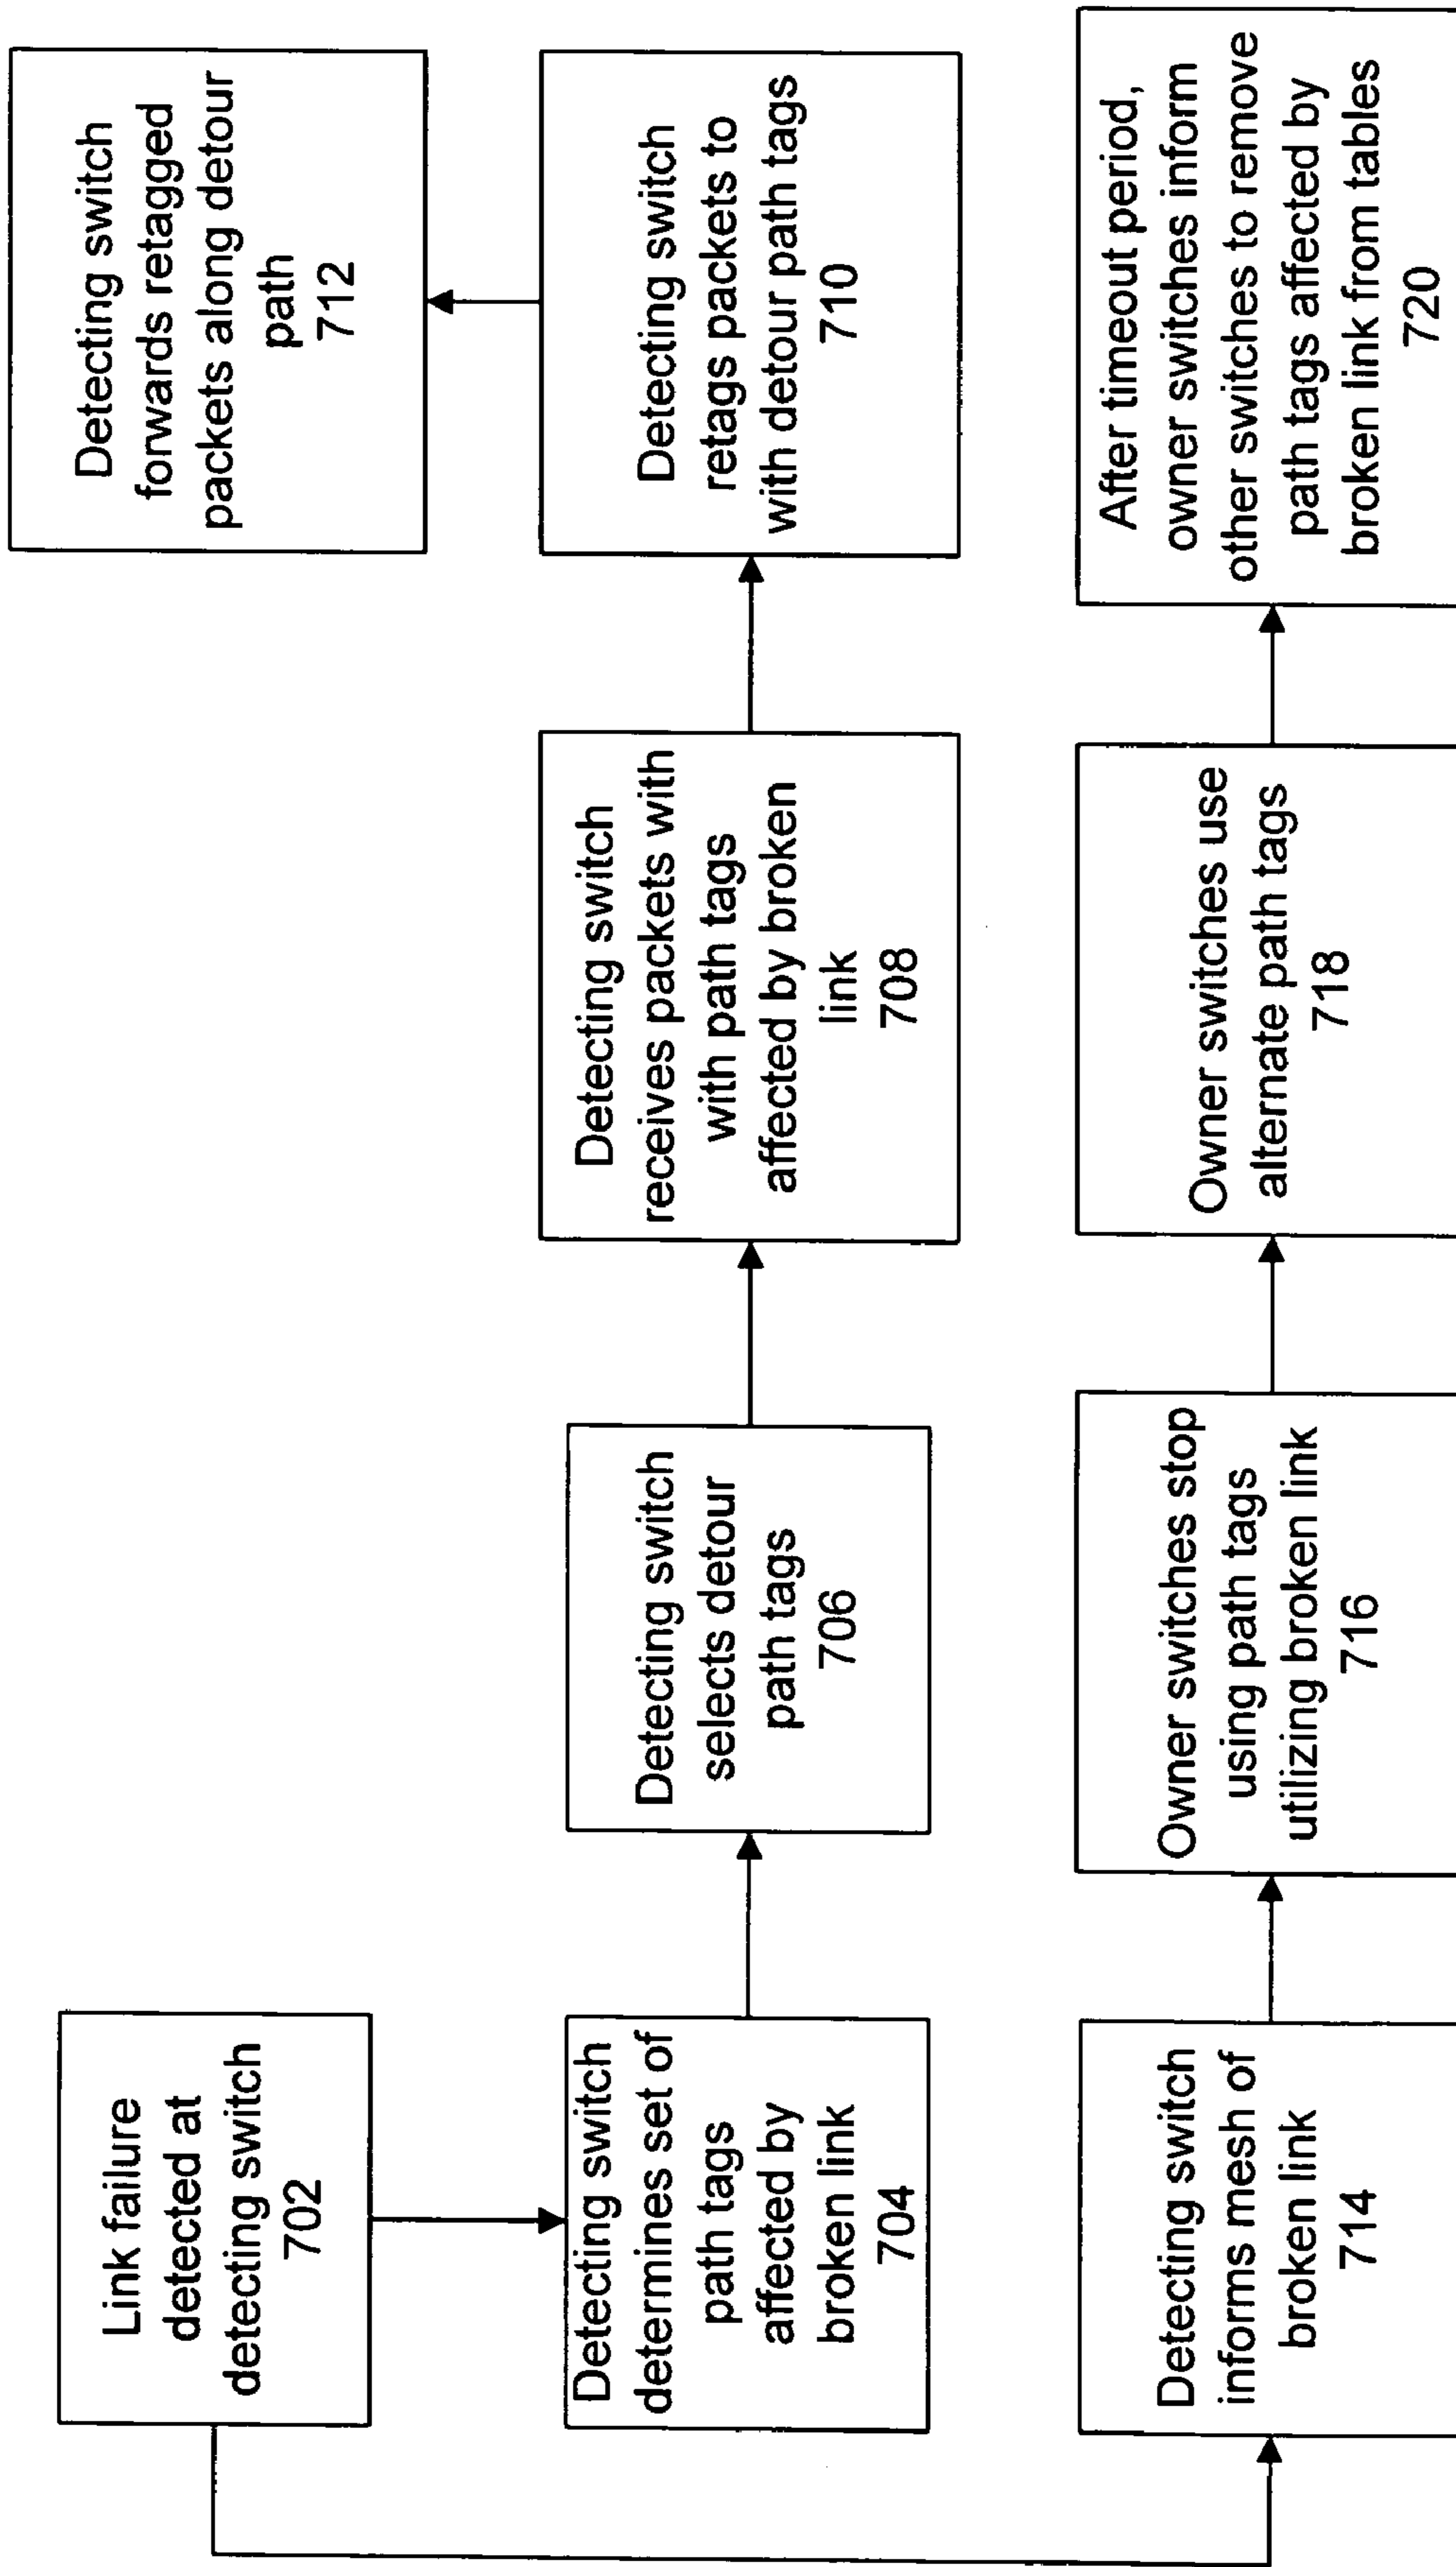 Link failure
detected at
detecting switch
702
Detecting switch
determines set of
path tags
affected by
broken link
704
Detecting switch
selects detour
path tags
706
Detecting switch
receives packets with
with path tags
affected by broken
link
708
Detecting switch
retags packets to
with detour path tags
710
Detecting switch
forwards retagged
packets along detour
path
712
Detecting switch
informs mesh of
broken link
714
Owner switches stop
using path tags
utilizing broken link
716
Owner switches use
alternate path tags
718
After timeout period,
owner switches inform
other switches to remove
path tags affected by
broken link from tables
720